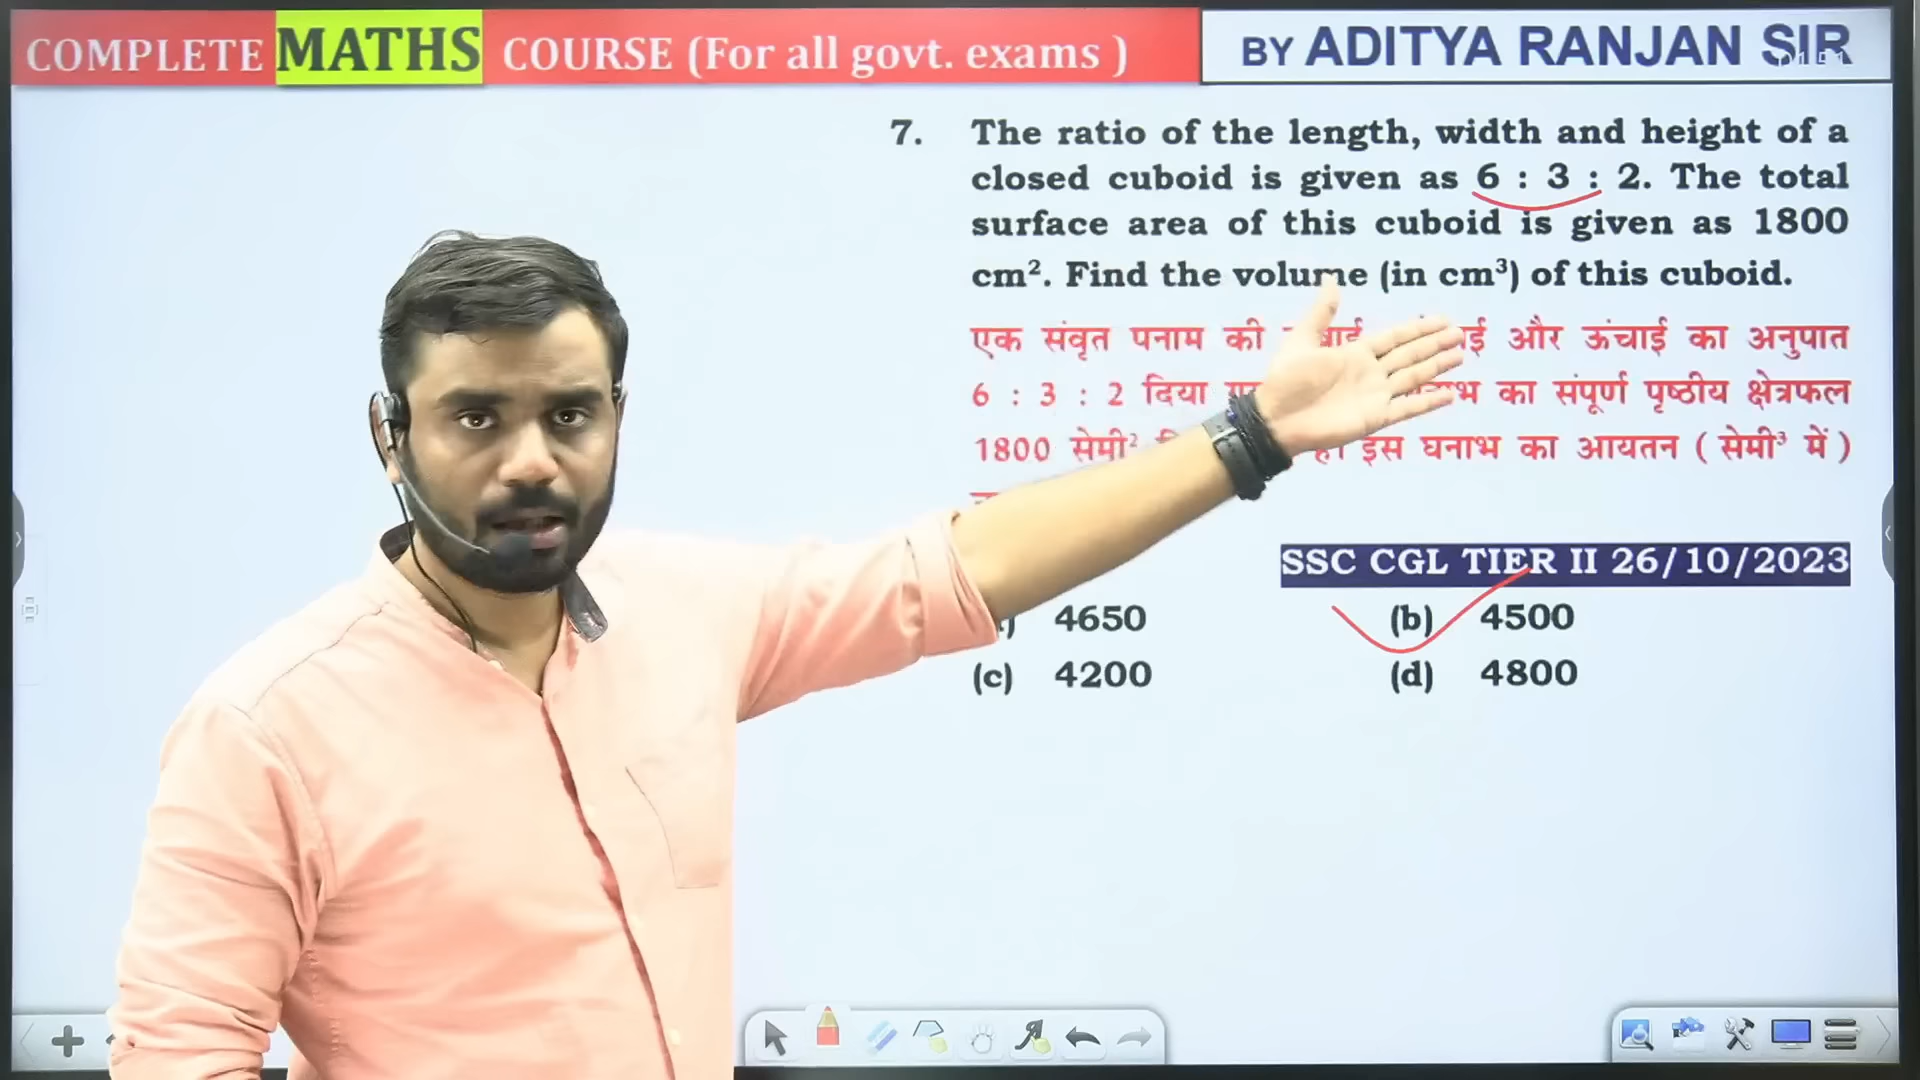 COMPLETE MATHS COURSE (For all govt. exams ) BY ADITYA RANJAN SIR
7. The ratio of the length, width and height of a
closed cuboid is given as 6 : 3 : 2. The total
surface area of this cuboid is given as 1800
cm². Find the volume (in cm³) of this cuboid.
एक संवृत पनाम की और ऊंचाई का अनुपात
6 : 3 : 2 दिया का संपूर्ण पृष्ठीय क्षेत्रफल
1800 सेमी² इस घनाभ का आयतन ( सेमी³ में )
SSC CGL TIER II 26/10/2023
4650 (b) 4500
(c) 4200 (d) 4800